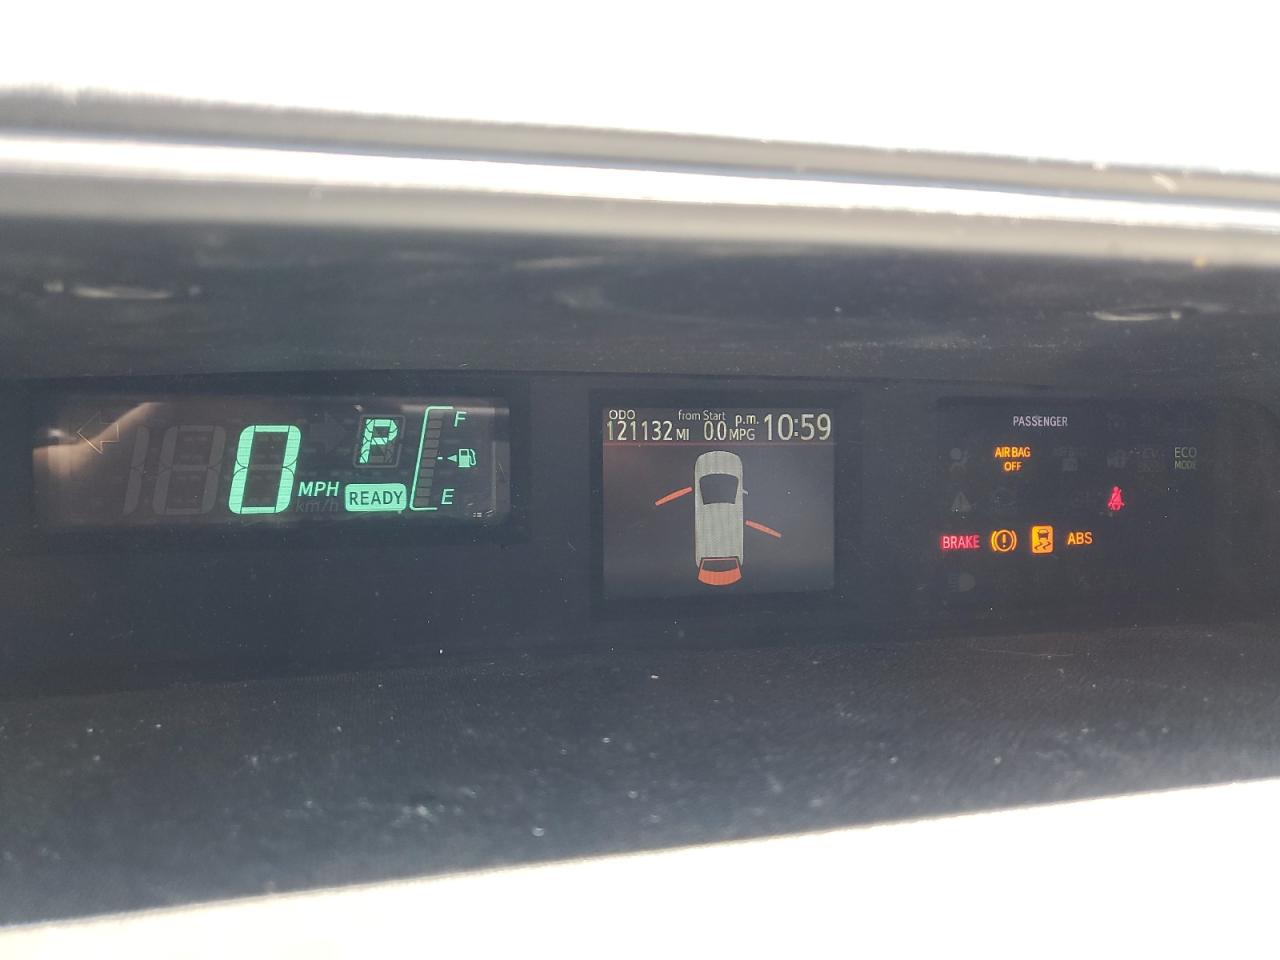 0 MPH
km/h
P
READY
F
E
ODO from Start p.m. 10:59
121132 MI 0.0 MPG
PASSENGER
AIR BAG
OFF
ECO
MODE
BRAKE ABS